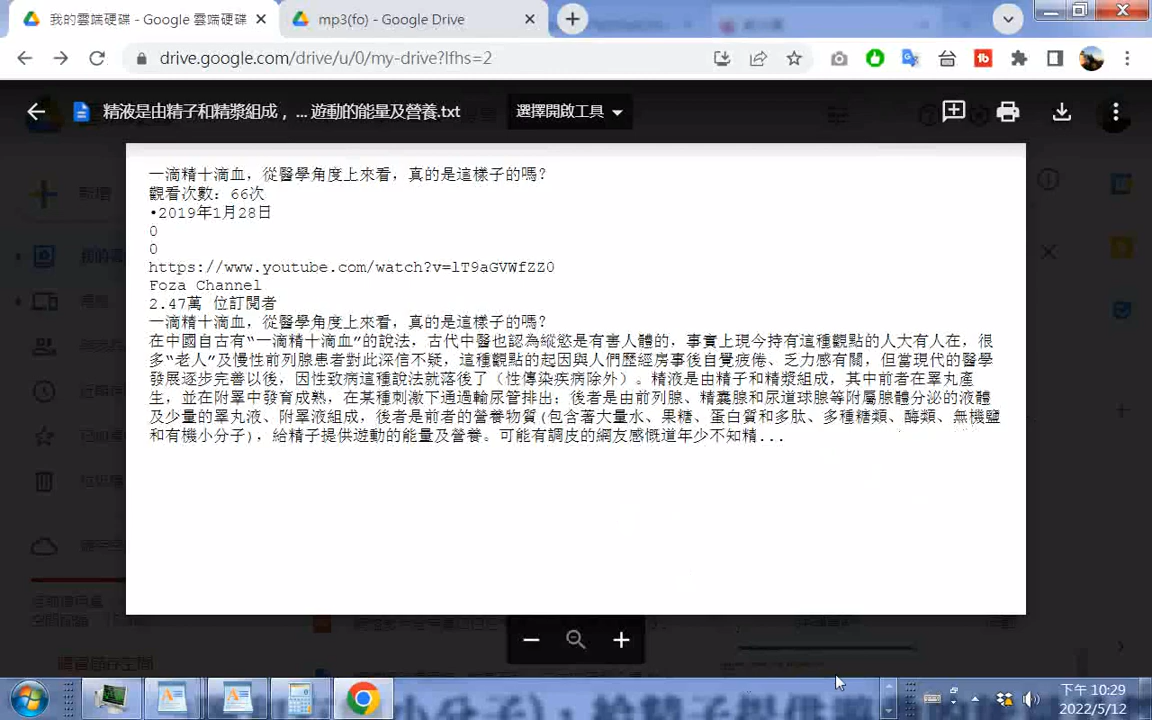 我的雲端硬碟 - Google 雲端硬碟
mp3(fo) - Google Drive
drive.google.com/drive/u/0/my-drive?lfhs=2
精液是由精子和精漿組成，... 遊動的能量及營養.txt
選擇開啟工具
一滴精十滴血，從醫學角度上來看，真的是這樣子的嗎？
觀看次數：66次
•2019年1月28日
0
0
https://www.youtube.com/watch?v=lT9aGVWfZZ0
Foza Channel
2.47萬 位訂閱者
一滴精十滴血，從醫學角度上來看，真的是這樣子的嗎？
在中國自古有“一滴精十滴血”的說法，古代中醫也認為縱慾是有害人體的，事實上現今持有這種觀點的人大有人在，很
多“老人”及慢性前列腺患者對此深信不疑，這種觀點的起因與人們歷經房事後自覺疲倦、乏力感有關，但當現代的醫學
發展逐步完善以後，因性致病這種說法就落後了（性傳染疾病除外）。精液是由精子和精漿組成，其中前者在睪丸產
生，並在附睪中發育成熟，在某種刺激下通過輸尿管排出；後者是由前列腺、精囊腺和尿道球腺等附屬腺體分泌的液體
及少量的睪丸液、附睪液組成，後者是前者的營養物質(包含著大量水、果糖、蛋白質和多肽、多種糖類、酶類、無機鹽
和有機小分子)，給精子提供遊動的能量及營養。可能有調皮的網友感慨道年少不知精...
新增
下午 10:29
2022/5/12